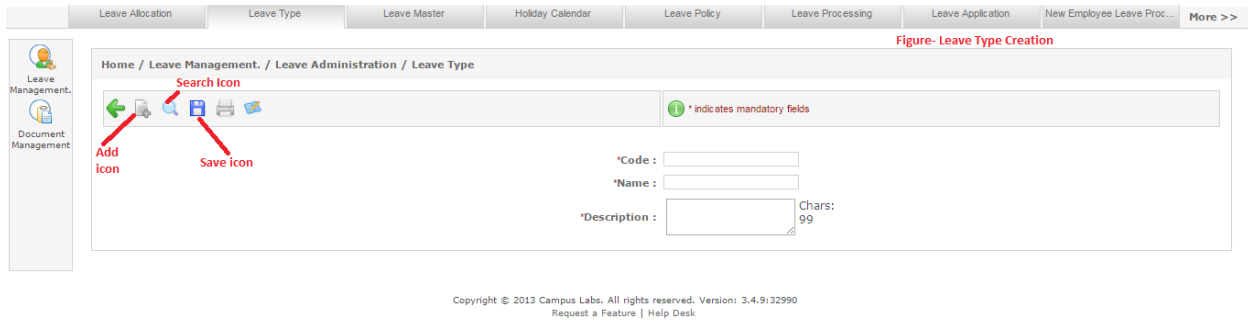 Leave Allocation
Leave Type
Leave Master
Holiday Calendar
Leave Policy
Leave Processing
Leave Application
New Employee Leave Proc...
More >>
Figure- Leave Type Creation
Leave
Management.
Document
Management
Home / Leave Management. / Leave Administration / Leave Type
Search Icon
* indicates mandatory fields
Add
icon
Save icon
*Code :
*Name :
*Description :
Chars:
99
Copyright © 2013 Campus Labs. All rights reserved. Version: 3.4.9:32990
Request a Feature | Help Desk